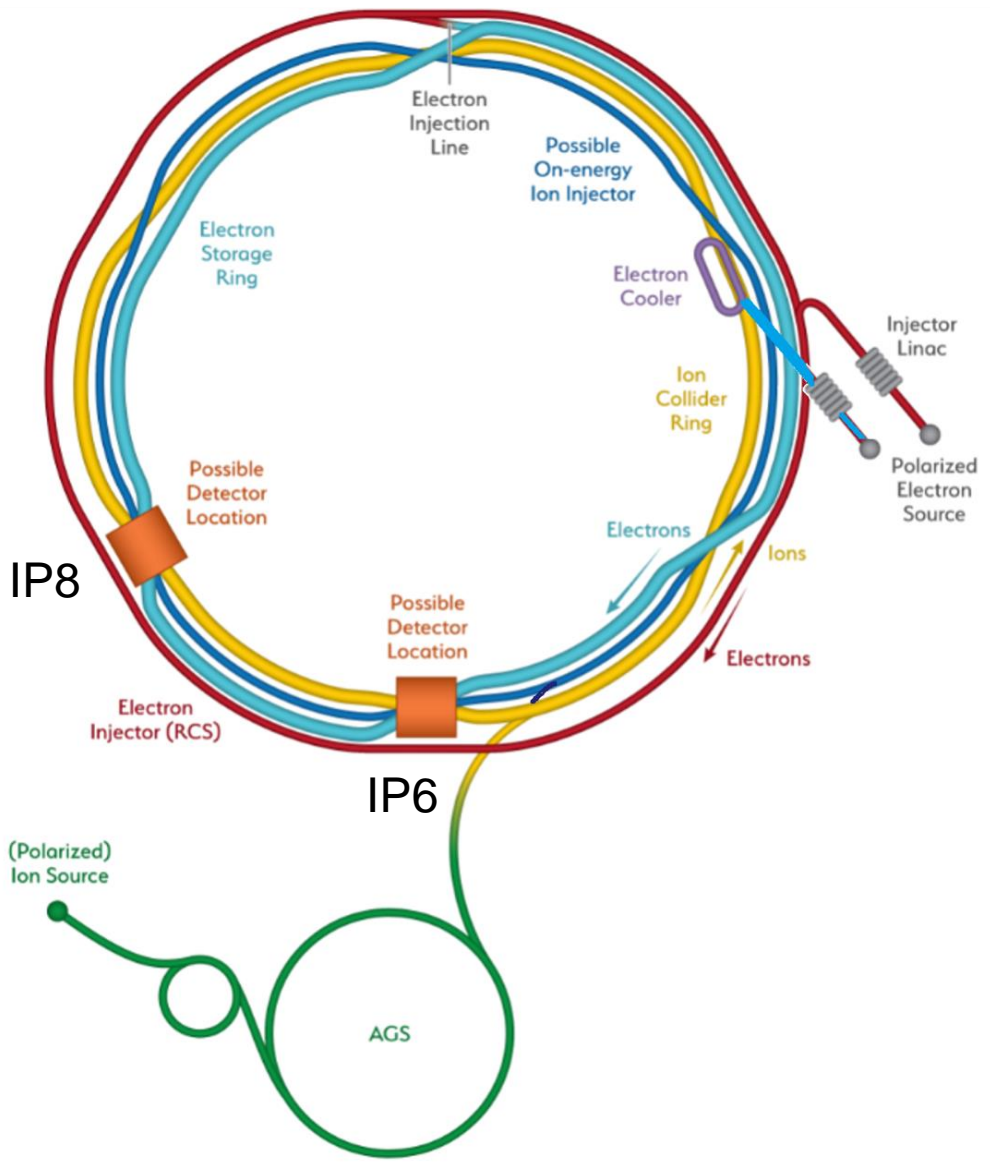 Electron
Injection
Line
Possible
On-energy
Ion Injector
Electron
Storage
Ring
Electron
Cooler
Injector
Linac
Ion
Collider
Ring
Polarized
Electron
Source
Possible
Detector
Location
IP8
Electrons
Ions
Possible
Detector
Location
Electrons
Electron
Injector (RCS)
IP6
(Polarized)
Ion Source
AGS